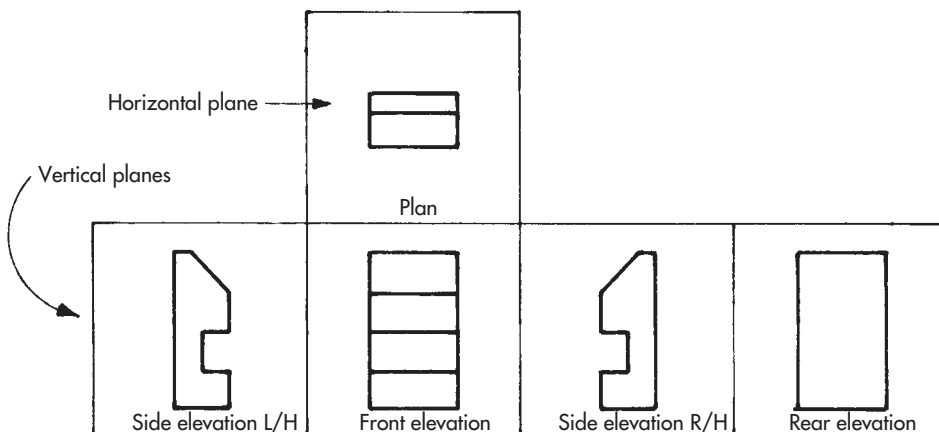 Horizontal plane
Vertical planes
Plan
Side elevation L/H
Front elevation
Side elevation R/H
Rear elevation